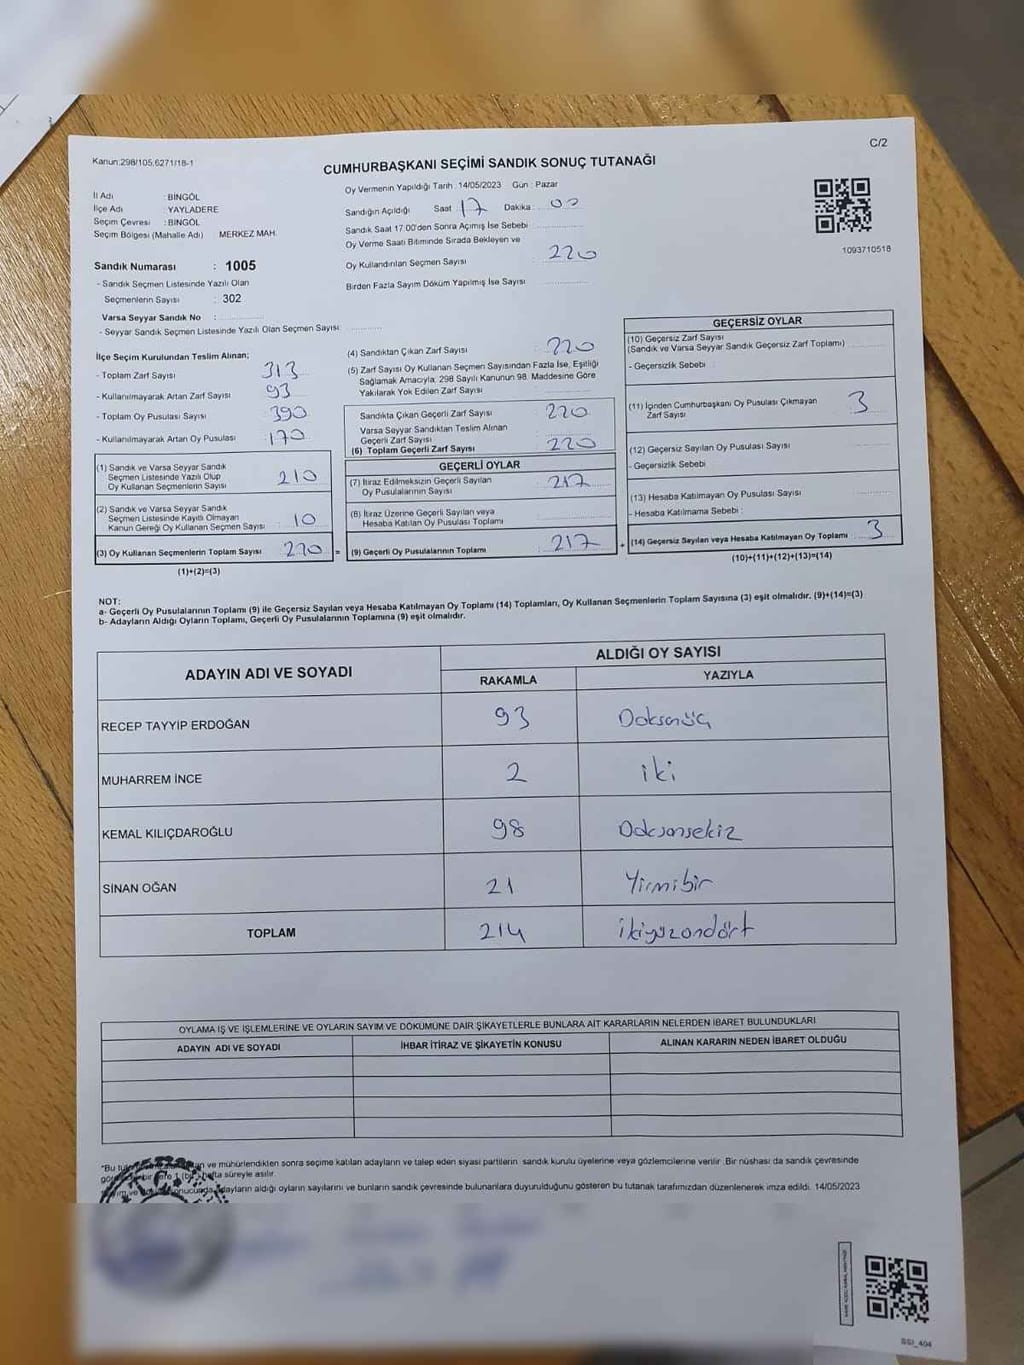 C/2
Kanun:298/105,6271/18-1
CUMHURBAŞKANI SEÇİMİ SANDIK SONUÇ TUTANAĞI
İl Adı : BİNGÖL
İlçe Adı : YAYLADERE
Seçim Çevresi : BİNGÖL
Seçim Bölgesi (Mahalle Adı) MERKEZ MAH.
Sandık Numarası : 1005
- Sandık Seçmen Listesinde Yazılı Olan
Seçmenlerin Sayısı : 302
Varsa Seyyar Sandık No :
- Seyyar Sandık Seçmen Listesinde Yazılı Olan Seçmen Sayısı:
Oy Vermenin Yapıldığı Tarih :14/05/2023 Gün : Pazar
Sandığın Açıldığı Saat 17 Dakika : 00
Sandık Saat 17:00'den Sonra Açımış İse Sebebi :
Oy Verme Saati Bitiminde Sırada Bekleyen ve
Oy Kullandırılan Seçmen Sayısı : 220
Birden Fazla Sayım Döküm Yapılmış İse Sayısı :
1093710518
İlçe Seçim Kurulundan Teslim Alınan;
- Toplam Zarf Sayısı : 313
- Kullanılmayarak Artan Zarf Sayısı : 93
- Toplam Oy Pusulası Sayısı : 390
- Kullanılmayarak Artan Oy Pusulası : 170
(1) Sandık ve Varsa Seyyar Sandık
Seçmen Listesinde Yazılı Olup
Oy Kullanan Seçmenlerin Sayısı : 210
(2) Sandık ve Varsa Seyyar Sandık
Seçmen Listesinde Kayıtlı Olmayan
Kanun Gereği Oy Kullanan Seçmen Sayısı : 10
(3) Oy Kullanan Seçmenlerin Toplam Sayısı : 220 =
(1)+(2)=(3)
(4) Sandıktan Çıkan Zarf Sayısı : 220
(5) Zarf Sayısı Oy Kullanan Seçmen Sayısından Fazla İse, Eşitliği
Sağlamak Amacıyla, 298 Sayılı Kanunun 98. Maddesine Göre
Yakılarak Yok Edilen Zarf Sayısı :
Sandıkta Çıkan Geçerli Zarf Sayısı : 220
Varsa Seyyar Sandıktan Teslim Alınan
Geçerli Zarf Sayısı :
(6) Toplam Geçerli Zarf Sayısı : 220
GEÇERLİ OYLAR
(7) İtiraz Edilmeksizin Geçerli Sayılan
Oy Pusulalarının Sayısı : 217
(8) İtiraz Üzerine Geçerli Sayılan veya
Hesaba Katılan Oy Pusulası Toplamı :
(9) Geçerli Oy Pusulalarının Toplamı : 217 +
GEÇERSİZ OYLAR
(10) Geçersiz Zarf Sayısı
(Sandık ve Varsa Seyyar Sandık Geçersiz Zarf Toplamı)
- Geçersizlik Sebebi :
(11) İçinden Cumhurbaşkanı Oy Pusulası Çıkmayan
Zarf Sayısı : 3
(12) Geçersiz Sayılan Oy Pusulası Sayısı :
- Geçersizlik Sebebi
(13) Hesaba Katılmayan Oy Pusulası Sayısı
- Hesaba Katılmama Sebebi :
(14) Geçersiz Sayılan veya Hesaba Katılmayan Oy Toplamı : 3
(10)+(11)+(12)+(13)=(14)
NOT:
a- Geçerli Oy Pusulalarının Toplamı (9) ile Geçersiz Sayılan veya Hesaba Katılmayan Oy Toplamı (14) Toplamları, Oy Kullanan Seçmenlerin Toplam Sayısına (3) eşit olmalıdır. (9)+(14)=(3)
b- Adayların Aldığı Oyların Toplamı, Geçerli Oy Pusulalarının Toplamına (9) eşit olmalıdır.
ADAYIN ADI VE SOYADI
ALDIĞI OY SAYISI
RAKAMLA YAZIYLA
RECEP TAYYİP ERDOĞAN 93 Doksanüç
MUHARREM İNCE 2 iki
KEMAL KILIÇDAROĞLU 98 Doksansekiz
SİNAN OĞAN 21 Yirmibir
TOPLAM 214 ikiyüzondört
OYLAMA İŞ VE İŞLEMLERİNE VE OYLARIN SAYIM VE DÖKÜMÜNE DAİR ŞİKAYETLERLE BUNLARA AİT KARARLARIN NELERDEN İBARET BULUNDUKLARI
ADAYIN ADI VE SOYADI İHBAR İTİRAZ VE ŞİKAYETİN KONUSU ALINAN KARARIN NEDEN İBARET OLDUĞU
*Bu ve mühürlendikten sonra seçime katılan adayların ve talep eden siyasi partilerin sandık kurulu üyelerine veya gözlemcilerine verilir. Bir nüshası da sandık çevresinde
hafta süreyle asılır.
adayların aldığı oyların sayılarını ve bunların sandık çevresinde bulunanlara duyurulduğunu gösteren bu tutanak tarafımızdan düzenlenerek imza edildi. 14/05/2023
SSI_404